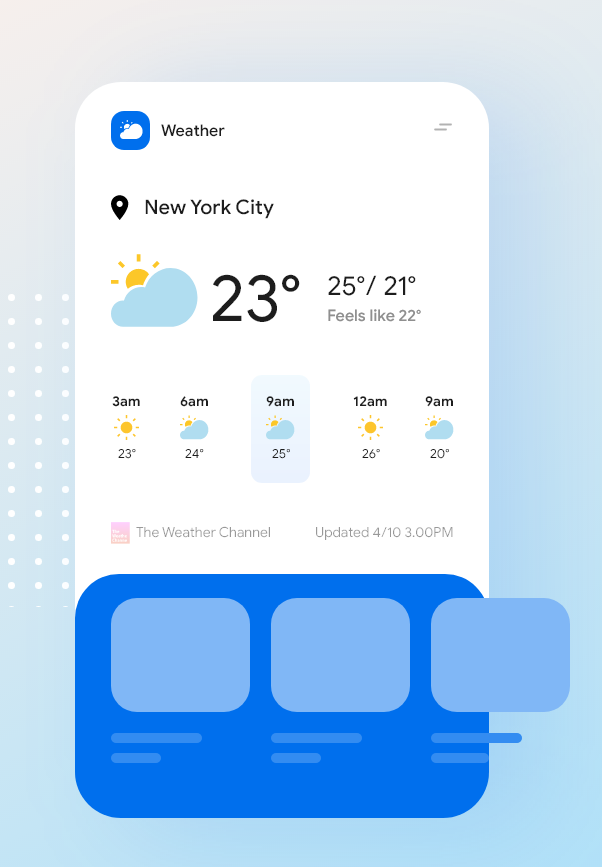 Weather
New York City
23° 25°/ 21°
Feels like 22°
3am 6am 9am 12am 9am
23° 24° 25° 26° 20°
The Weather Channel Updated 4/10 3.00PM